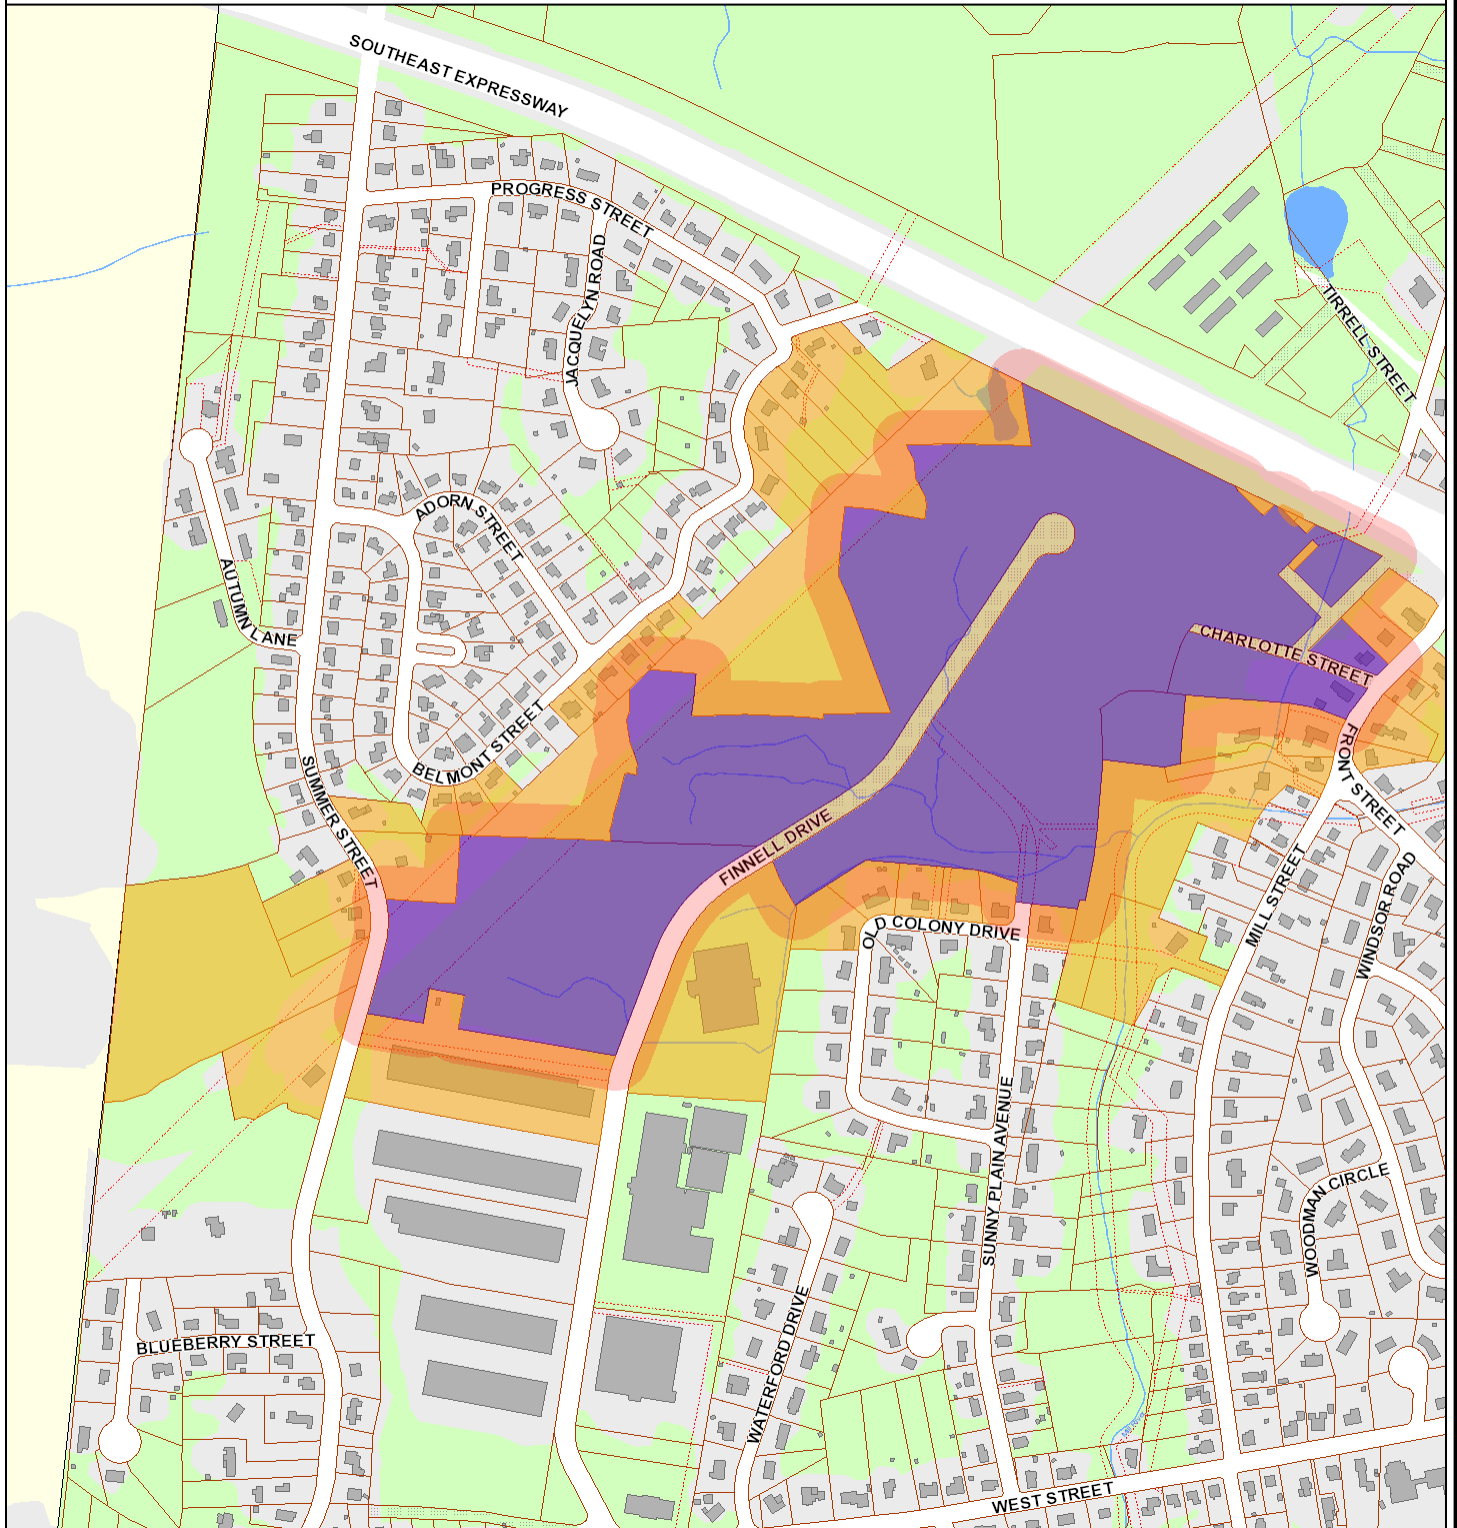 SOUTHEAST EXPRESSWAY
PROGRESS STREET
JACQUELYN ROAD
TIRRELL STREET
ADORN STREET
AUTUMN LANE
CHARLOTTE STREET
BELMONT STREET
SUMMER STREET
FRONT STREET
FINNELL DRIVE
OLD COLONY DRIVE
MILL STREET
WINDSOR ROAD
SUNNY PLAIN AVENUE
WOODMAN CIRCLE
BLUEBERRY STREET
WATERFORD DRIVE
Mill River
WEST STREET